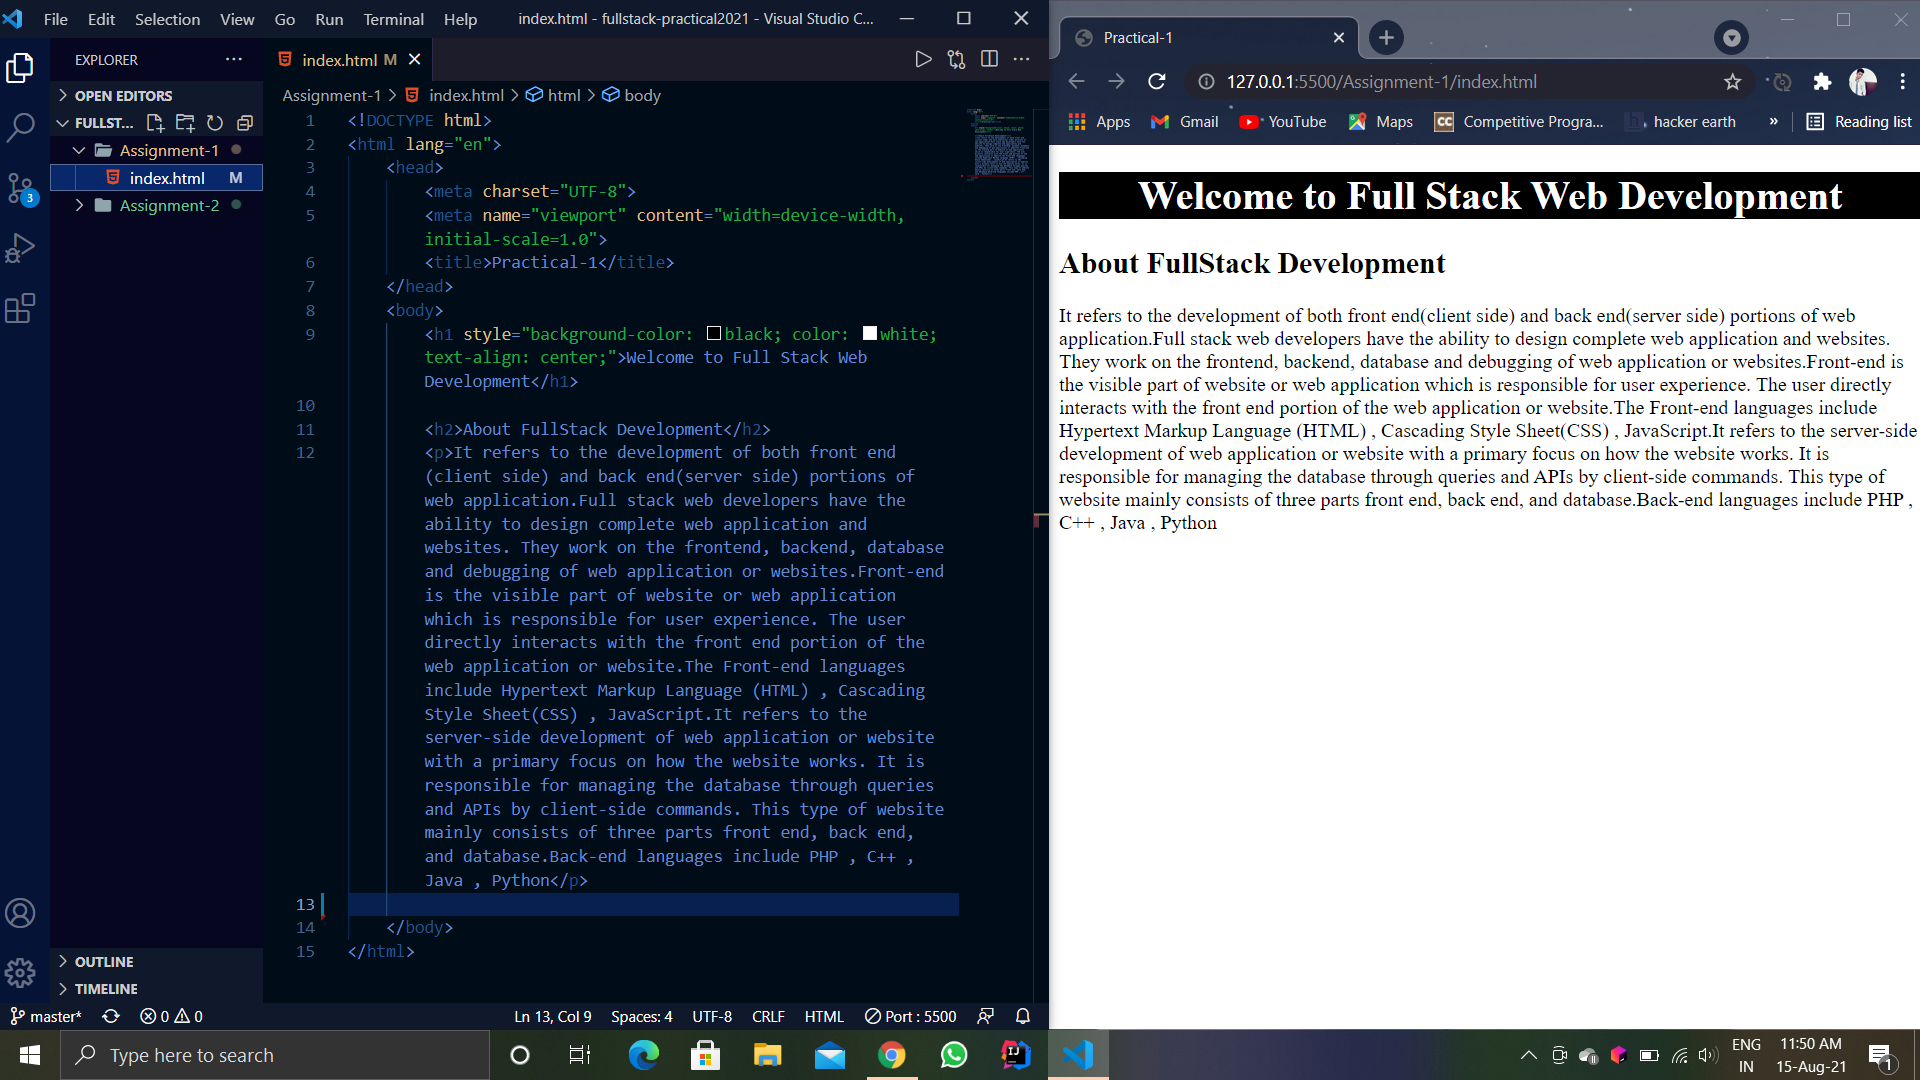 File Edit Selection View Go Run Terminal Help index.html - fullstack-practical2021 - Visual Studio C...
EXPLORER
OPEN EDITORS
FULLST...
Assignment-1
index.html M
Assignment-2
3
OUTLINE
TIMELINE
index.html M
Assignment-1 > index.html > html > body
1 <!DOCTYPE html>
2 <html lang="en">
3 <head>
4 <meta charset="UTF-8">
5 <meta name="viewport" content="width=device-width,
initial-scale=1.0">
6 <title>Practical-1</title>
7 </head>
8 <body>
9 <h1 style="background-color: black; color: white;
text-align: center;">Welcome to Full Stack Web
Development</h1>
10
11 <h2>About FullStack Development</h2>
12 <p>It refers to the development of both front end
(client side) and back end(server side) portions of
web application.Full stack web developers have the
ability to design complete web application and
websites. They work on the frontend, backend, database
and debugging of web application or websites.Front-end
is the visible part of website or web application
which is responsible for user experience. The user
directly interacts with the front end portion of the
web application or website.The Front-end languages
include Hypertext Markup Language (HTML) , Cascading
Style Sheet(CSS) , JavaScript.It refers to the
server-side development of web application or website
with a primary focus on how the website works. It is
responsible for managing the database through queries
and APIs by client-side commands. This type of website
mainly consists of three parts front end, back end,
and database.Back-end languages include PHP , C++ ,
Java , Python</p>
13
14 </body>
15 </html>
master* 0 0 Ln 13, Col 9 Spaces: 4 UTF-8 CRLF HTML Port : 5500
Practical-1
127.0.0.1:5500/Assignment-1/index.html
Apps Gmail YouTube Maps CC Competitive Progra... h hacker earth » Reading list
Welcome to Full Stack Web Development
About FullStack Development
It refers to the development of both front end(client side) and back end(server side) portions of web
application.Full stack web developers have the ability to design complete web application and websites.
They work on the frontend, backend, database and debugging of web application or websites.Front-end is
the visible part of website or web application which is responsible for user experience. The user directly
interacts with the front end portion of the web application or website.The Front-end languages include
Hypertext Markup Language (HTML) , Cascading Style Sheet(CSS) , JavaScript.It refers to the server-side
development of web application or website with a primary focus on how the website works. It is
responsible for managing the database through queries and APIs by client-side commands. This type of
website mainly consists of three parts front end, back end, and database.Back-end languages include PHP ,
C++ , Java , Python
Type here to search
IJ
ENG
IN
11:50 AM
15-Aug-21
1